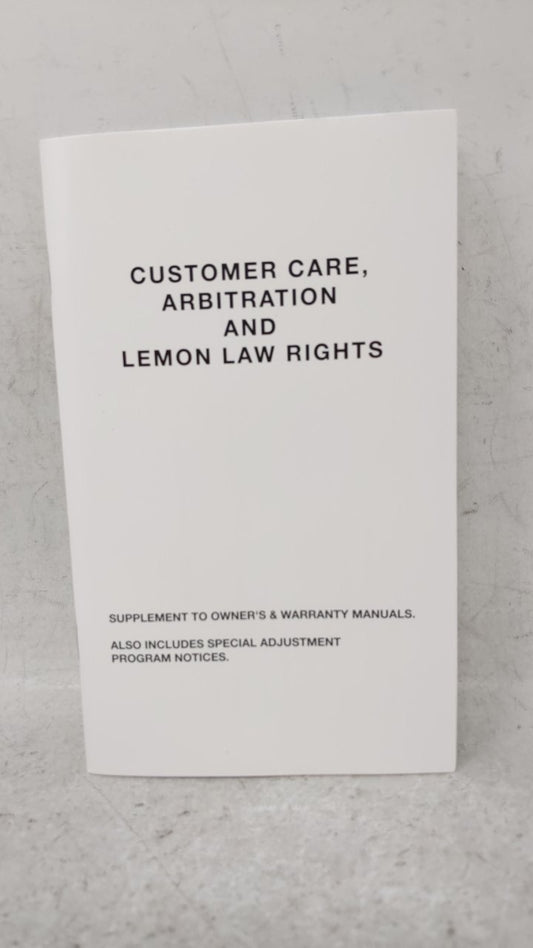 CUSTOMER CARE,
ARBITRATION
AND
LEMON LAW RIGHTS
SUPPLEMENT TO OWNER'S & WARRANTY MANUALS.
ALSO INCLUDES SPECIAL ADJUSTMENT
PROGRAM NOTICES.